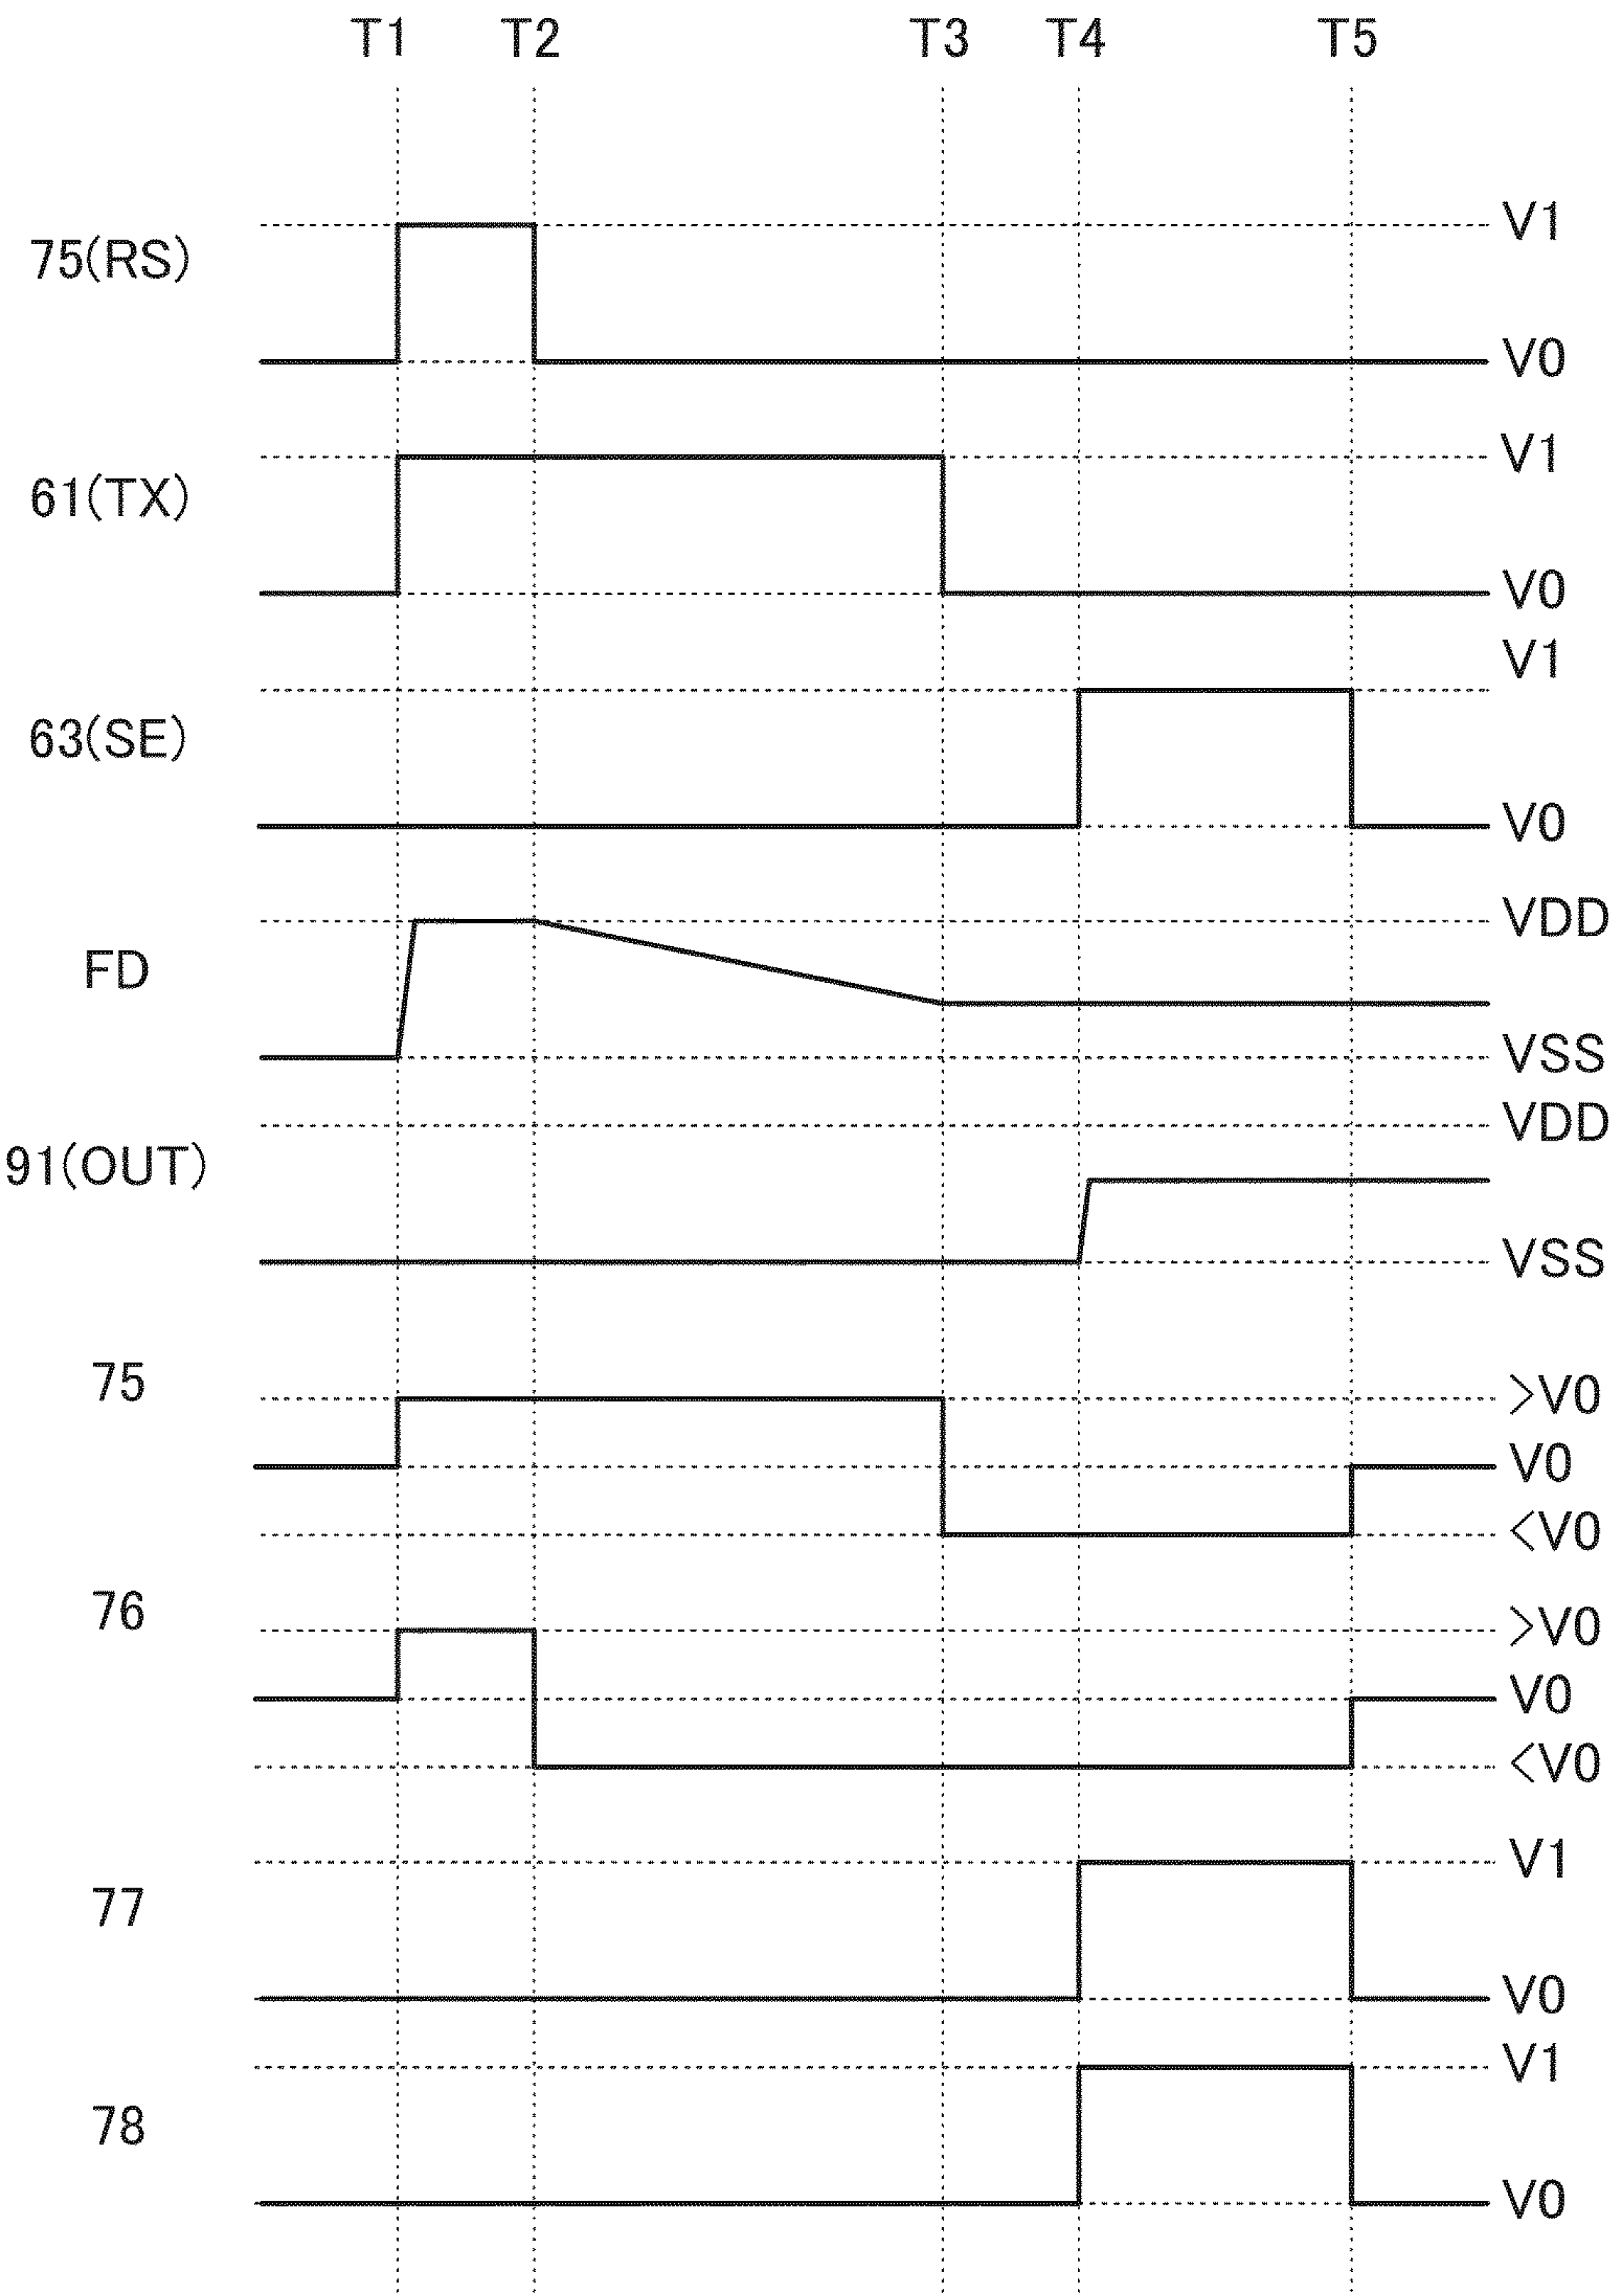 T1 T2 T3 T4 T5
V1
75(RS)
V0
V1
61(TX)
V0
V1
63(SE)
V0
VDD
FD
VSS
VDD
91(OUT)
VSS
75
>V0
V0
<V0
76
>V0
V0
<V0
V1
77
V0
V1
78
V0